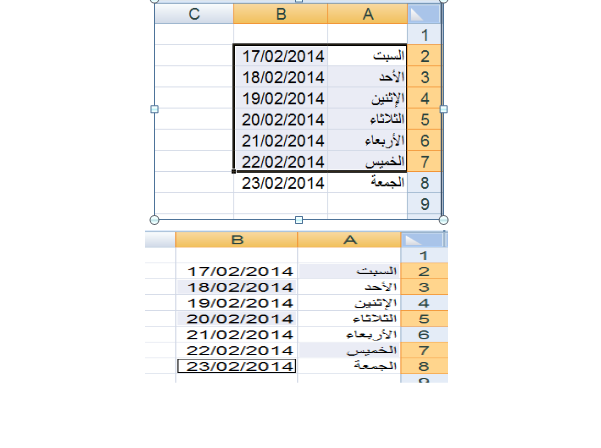 A B C
1
2 السبت 17/02/2014
3 الأحد 18/02/2014
4 الإثنين 19/02/2014
5 الثلاثاء 20/02/2014
6 الأربعاء 21/02/2014
7 الخميس 22/02/2014
8 الجمعة 23/02/2014
9
A B
1
2 السبت 17/02/2014
3 الأحد 18/02/2014
4 الإثنين 19/02/2014
5 الثلاثاء 20/02/2014
6 الأربعاء 21/02/2014
7 الخميس 22/02/2014
8 الجمعة 23/02/2014